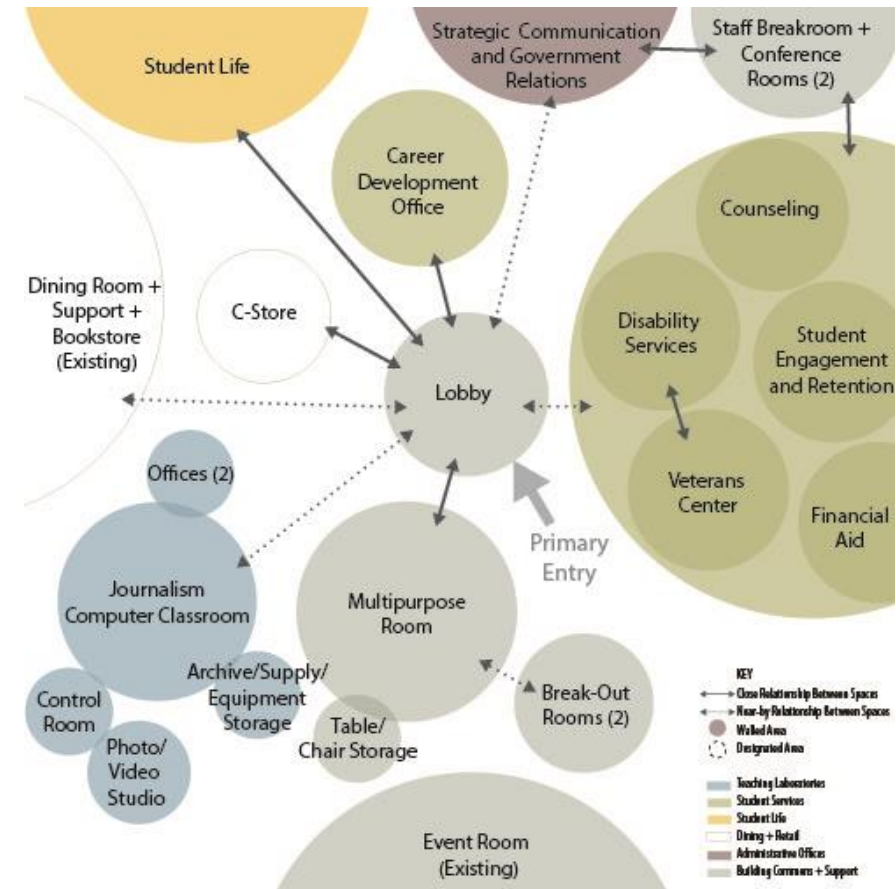 Student Life
Strategic Communication
and Government
Relations
Staff Breakroom +
Conference
Rooms (2)
Career
Development
Office
Counseling
Dining Room +
Support +
Bookstore
(Existing)
C-Store
Disability
Services
Student
Engagement
and Retention
Lobby
Offices (2)
Veterans
Center
Financial
Aid
Primary
Entry
Journalism
Computer Classroom
Multipurpose
Room
Archive/Supply/
Equipment
Storage
Control
Room
Break-Out
Rooms (2)
Table/
Chair Storage
Photo/
Video
Studio
Event Room
(Existing)
KEY
Close Relationship Between Spaces
Near-by Relationship Between Spaces
Walled Area
Designated Area
Teaching Laboratories
Student Services
Student Life
Dining + Retail
Administrative Offices
Building Commons + Support